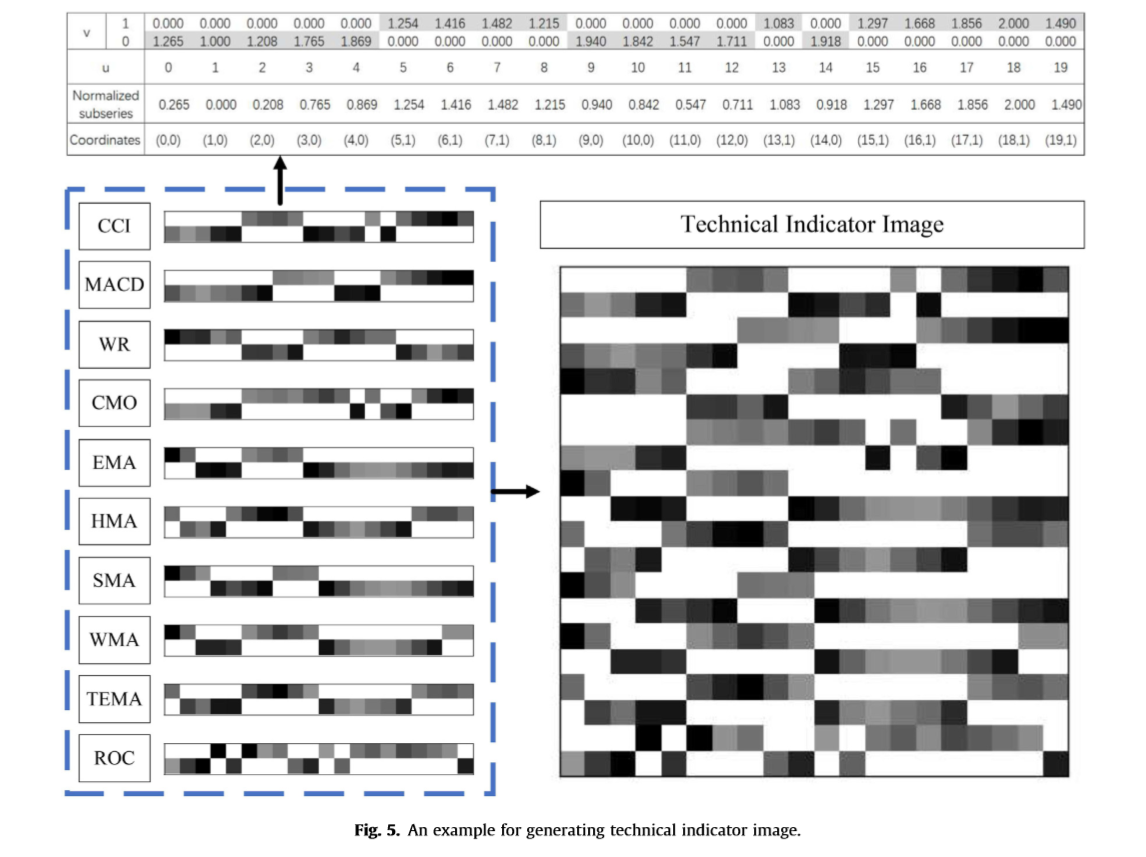 v 1 0.000 0.000 0.000 0.000 0.000 1.254 1.416 1.482 1.215 0.000 0.000 0.000 0.000 1.083 0.000 1.297 1.668 1.856 2.000 1.490
0 1.265 1.000 1.208 1.765 1.869 0.000 0.000 0.000 0.000 1.940 1.842 1.547 1.711 0.000 1.918 0.000 0.000 0.000 0.000 0.000
u 0 1 2 3 4 5 6 7 8 9 10 11 12 13 14 15 16 17 18 19
Normalized
subseries 0.265 0.000 0.208 0.765 0.869 1.254 1.416 1.482 1.215 0.940 0.842 0.547 0.711 1.083 0.918 1.297 1.668 1.856 2.000 1.490
Coordinates (0,0) (1,0) (2,0) (3,0) (4,0) (5,1) (6,1) (7,1) (8,1) (9,0) (10,0) (11,0) (12,0) (13,1) (14,0) (15,1) (16,1) (17,1) (18,1) (19,1)
CCI
MACD
WR
CMO
EMA
HMA
SMA
WMA
TEMA
ROC
Technical Indicator Image
Fig. 5. An example for generating technical indicator image.